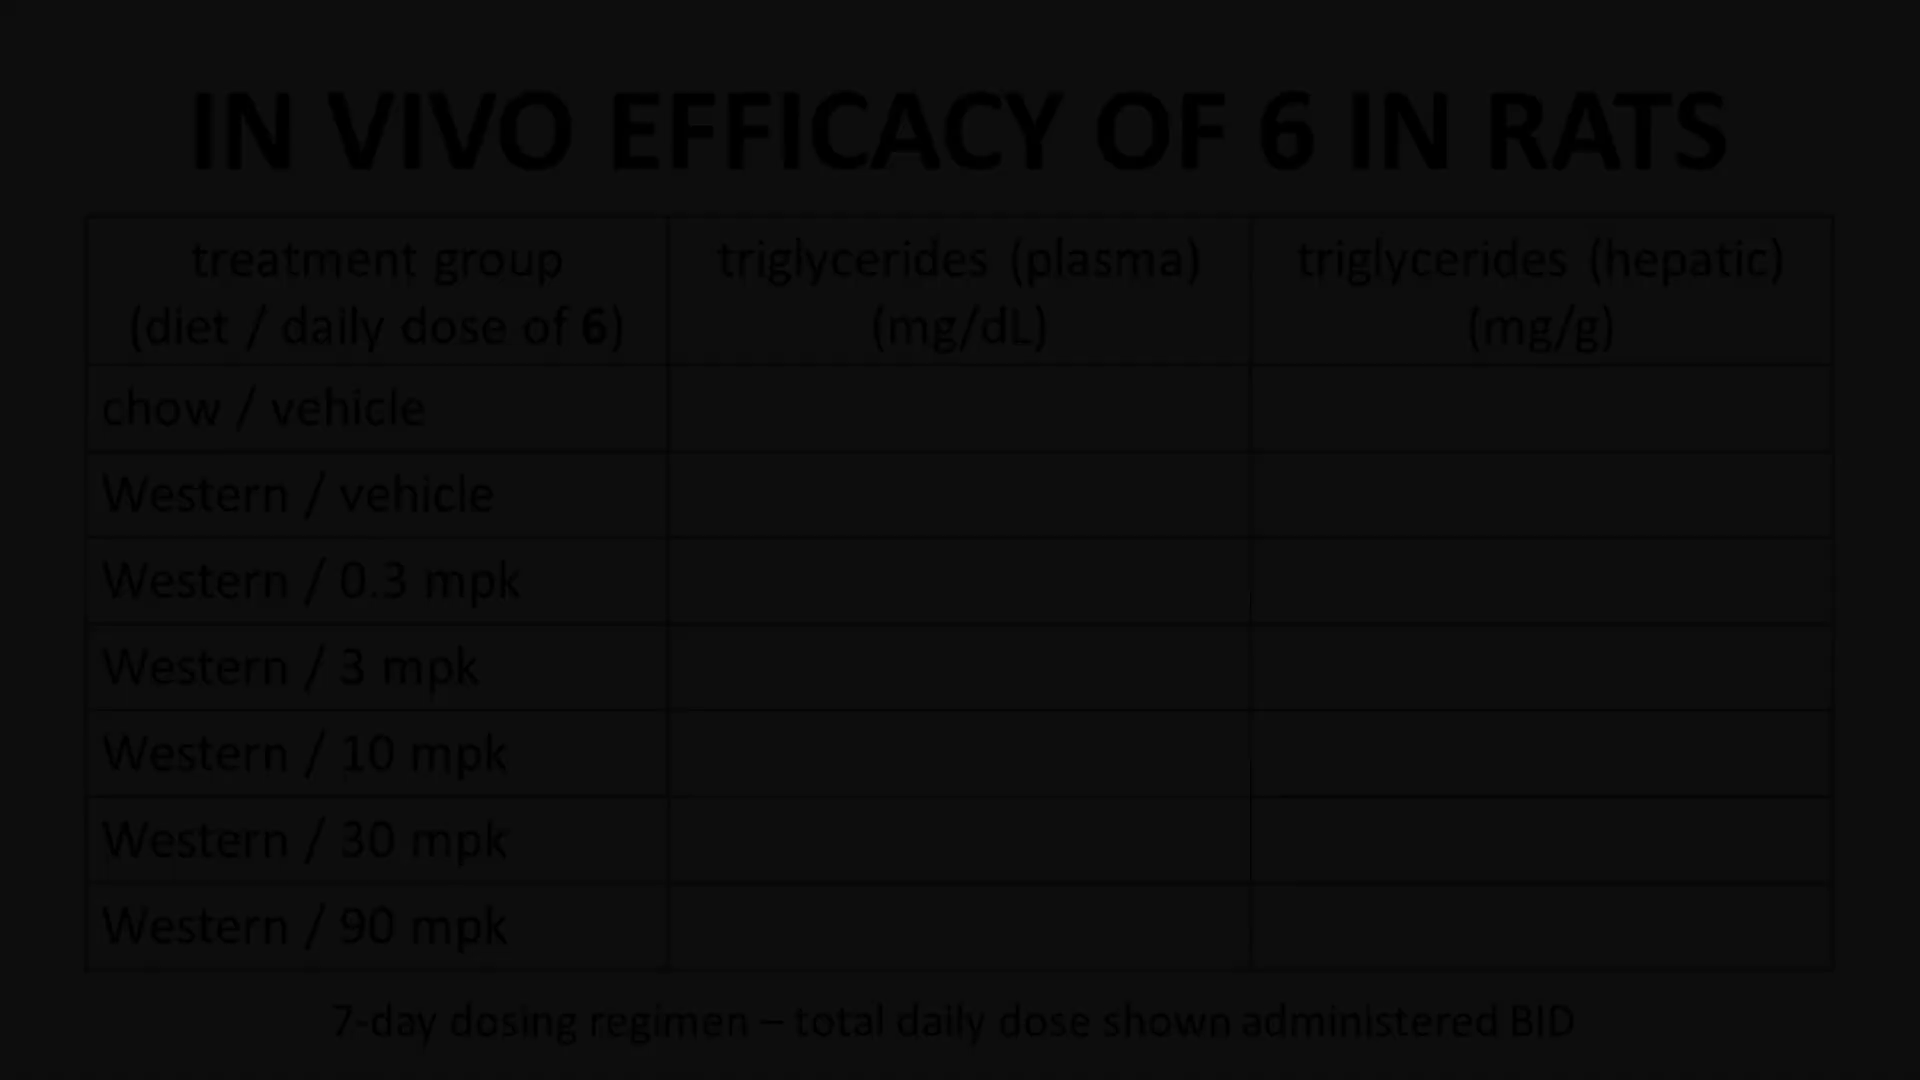 IN VIVO EFFICACY OF 6 IN RATS
treatment group
(diet / daily dose of 6)
triglycerides (plasma)
(mg/dL)
triglycerides (hepatic)
(mg/g)
chow / vehicle
Western / vehicle
Western / 0.3 mpk
Western / 3 mpk
Western / 10 mpk
Western / 30 mpk
Western / 90 mpk
7-day dosing regimen – total daily dose shown administered BID